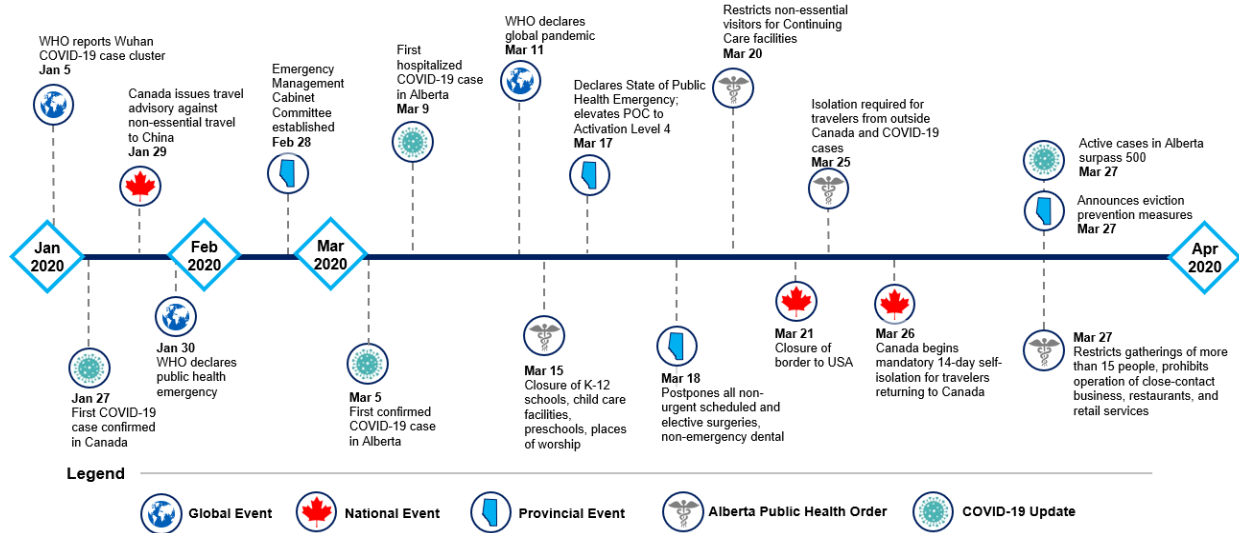 WHO reports Wuhan
COVID-19 case cluster
Jan 5
Canada issues travel
advisory against
non-essential travel
to China
Jan 29
Emergency
Management
Cabinet
Committee
established
Feb 28
First
hospitalized
COVID-19 case
in Alberta
Mar 9
WHO declares
global pandemic
Mar 11
Declares State of Public
Health Emergency;
elevates POC to
Activation Level 4
Mar 17
Restricts non-essential
visitors for Continuing
Care facilities
Mar 20
Isolation required for
travelers from outside
Canada and COVID-19
cases
Mar 25
Active cases in Alberta
surpass 500
Mar 27
Announces eviction
prevention measures
Mar 27
Jan
2020
Feb
2020
Mar
2020
Apr
2020
Jan 27
First COVID-19
case confirmed
in Canada
Jan 30
WHO declares
public health
emergency
Mar 5
First confirmed
COVID-19 case
in Alberta
Mar 15
Closure of K-12
schools, child care
facilities,
preschools, places
of worship
Mar 18
Postpones all non-
urgent scheduled and
elective surgeries,
non-emergency dental
Mar 21
Closure of
border to USA
Mar 26
Canada begins
mandatory 14-day self-
isolation for travelers
returning to Canada
Mar 27
Restricts gatherings of more
than 15 people, prohibits
operation of close-contact
business, restaurants, and
retail services
Legend
Global Event
National Event
Provincial Event
Alberta Public Health Order
COVID-19 Update